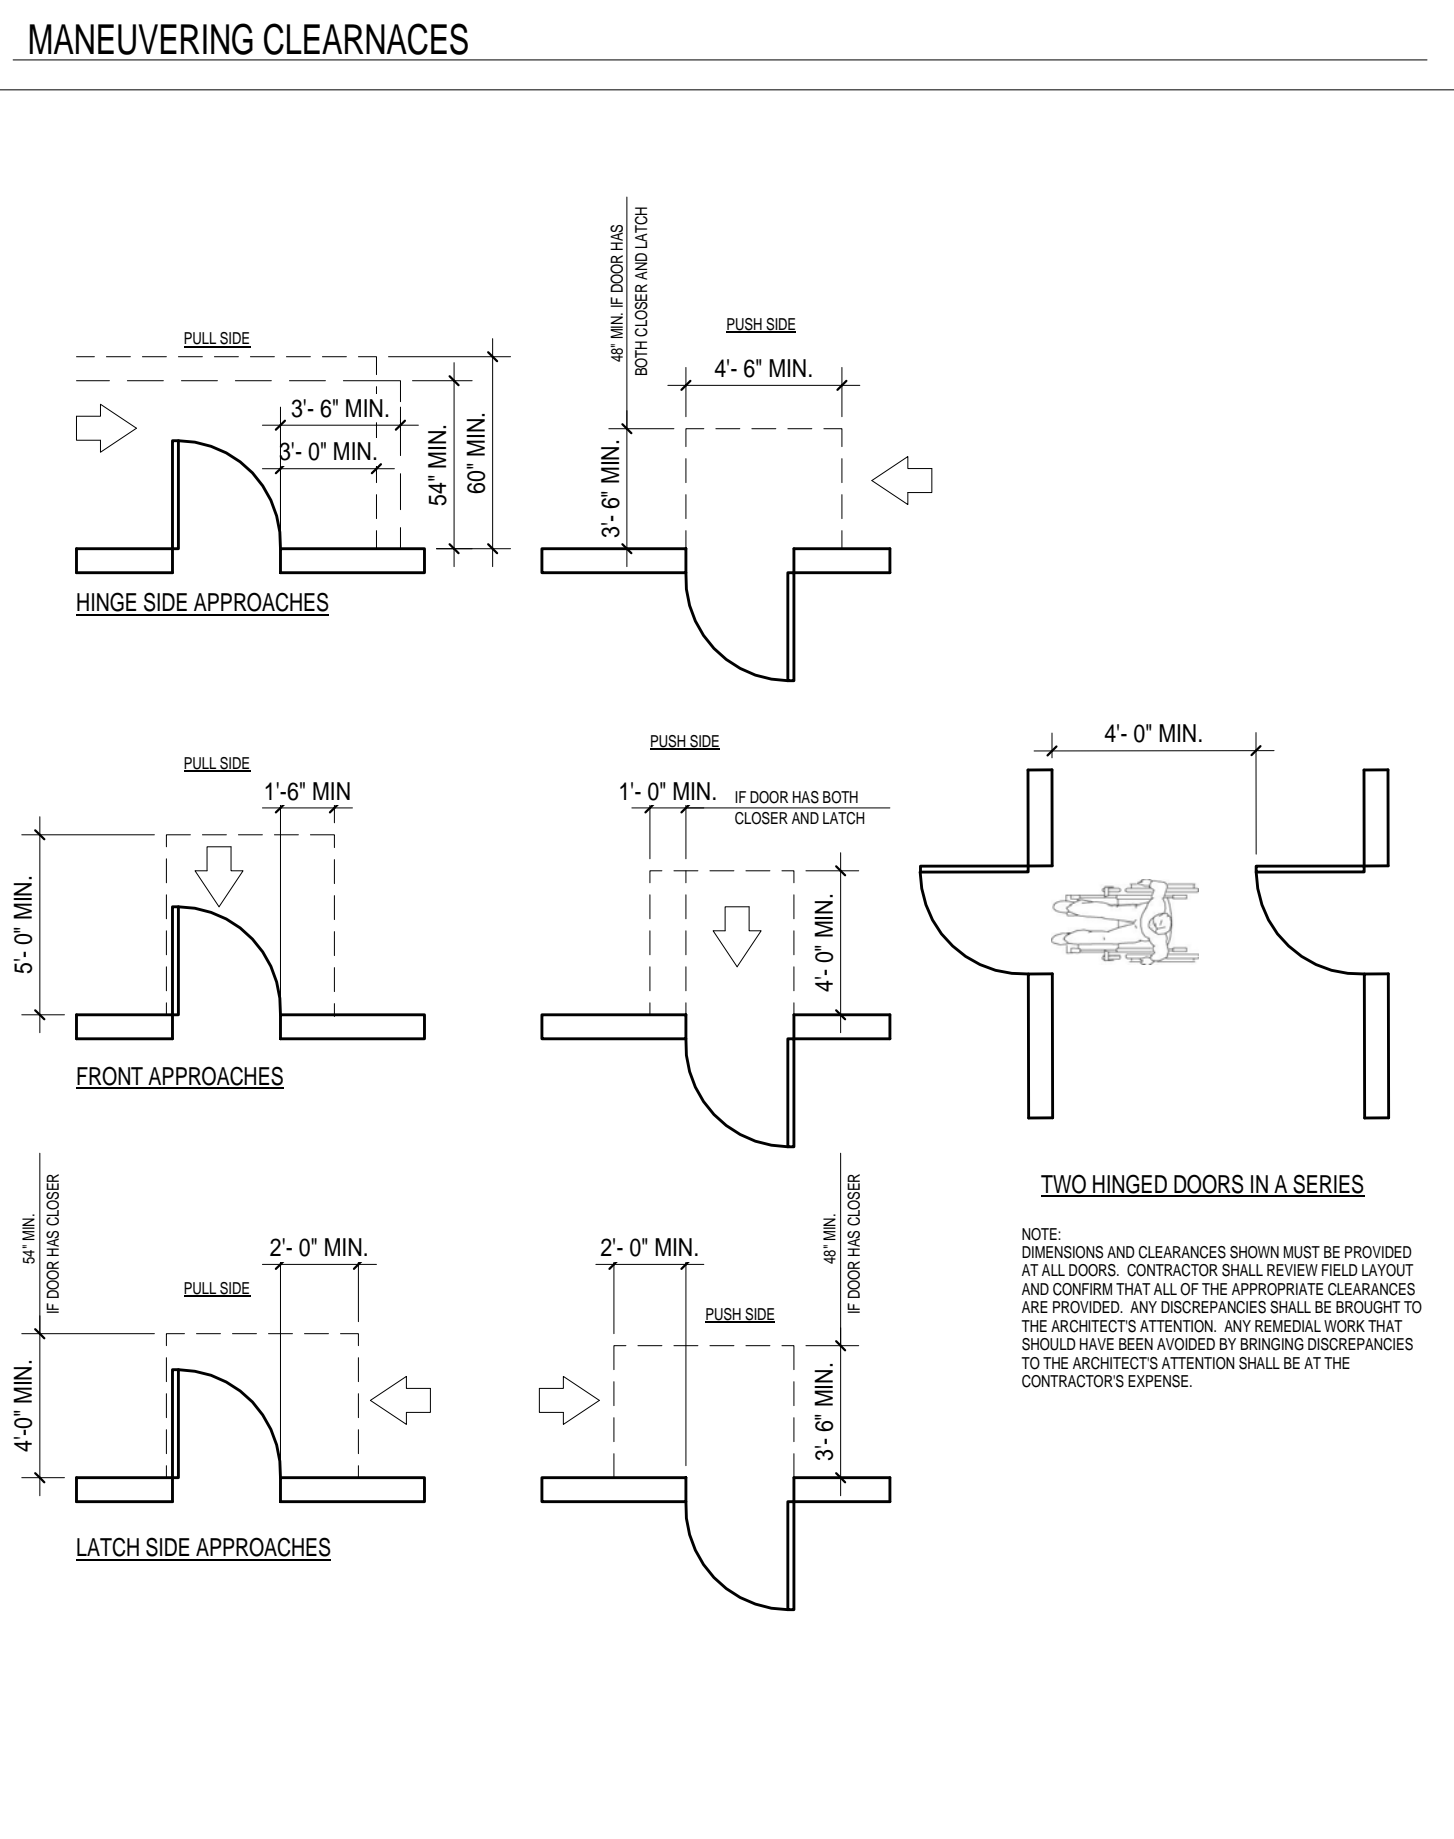 MANEUVERING CLEARNACES
48" MIN. IF DOOR HAS
BOTH CLOSER AND LATCH
PULL SIDE
PUSH SIDE
4'- 6" MIN.
3'- 6" MIN.
3'- 0" MIN.
54" MIN.
60" MIN.
3'- 6" MIN.
HINGE SIDE APPROACHES
PULL SIDE
1'-6" MIN
5'- 0" MIN.
PUSH SIDE
1'- 0" MIN.
IF DOOR HAS BOTH
CLOSER AND LATCH
4'- 0" MIN.
4'- 0" MIN.
FRONT APPROACHES
54" MIN.
IF DOOR HAS CLOSER
2'- 0" MIN.
PULL SIDE
4'-0" MIN.
2'- 0" MIN.
48" MIN.
IF DOOR HAS CLOSER
PUSH SIDE
3'- 6" MIN.
LATCH SIDE APPROACHES
TWO HINGED DOORS IN A SERIES
NOTE:
DIMENSIONS AND CLEARANCES SHOWN MUST BE PROVIDED
AT ALL DOORS.  CONTRACTOR SHALL REVIEW FIELD LAYOUT
AND CONFIRM THAT ALL OF THE APPROPRIATE CLEARANCES
ARE PROVIDED.  ANY DISCREPANCIES SHALL BE BROUGHT TO
THE ARCHITECT'S ATTENTION.  ANY REMEDIAL WORK THAT
SHOULD HAVE BEEN AVOIDED BY BRINGING DISCREPANCIES
TO THE ARCHITECT'S ATTENTION SHALL BE AT THE
CONTRACTOR'S EXPENSE.